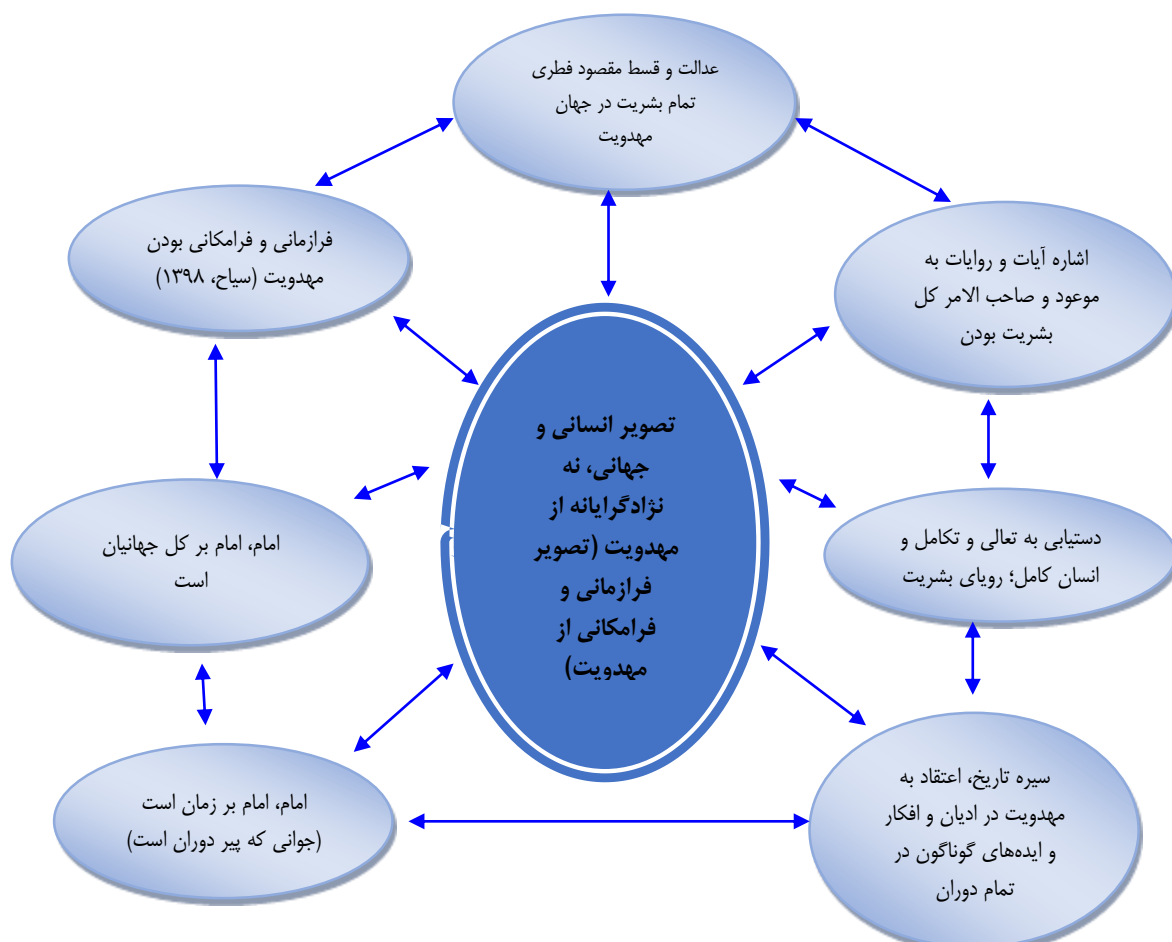 عدالت و قسط مقصود فطری
تمام بشریت در جهان
مهدویت
اشاره آیات و روایات به
موعود و صاحب الامر کل
بشریت بودن
دستیابی به تعالی و تکامل و
انسان کامل؛ رویای بشریت
سیره تاریخ، اعتقاد به
مهدویت در ادیان و افکار
و ایده‌های گوناگون در
تمام دوران
امام، امام بر زمان است
(جوانی که پیر دوران است)
امام، امام بر کل جهانیان
است
فرازمانی و فرامکانی بودن
مهدویت (سیاح، ۱۳۹۸)
تصویر انسانی و
جهانی، نه
نژادگرایانه از
مهدویت (تصویر
فرازمانی و
فرامکانی از
مهدویت)